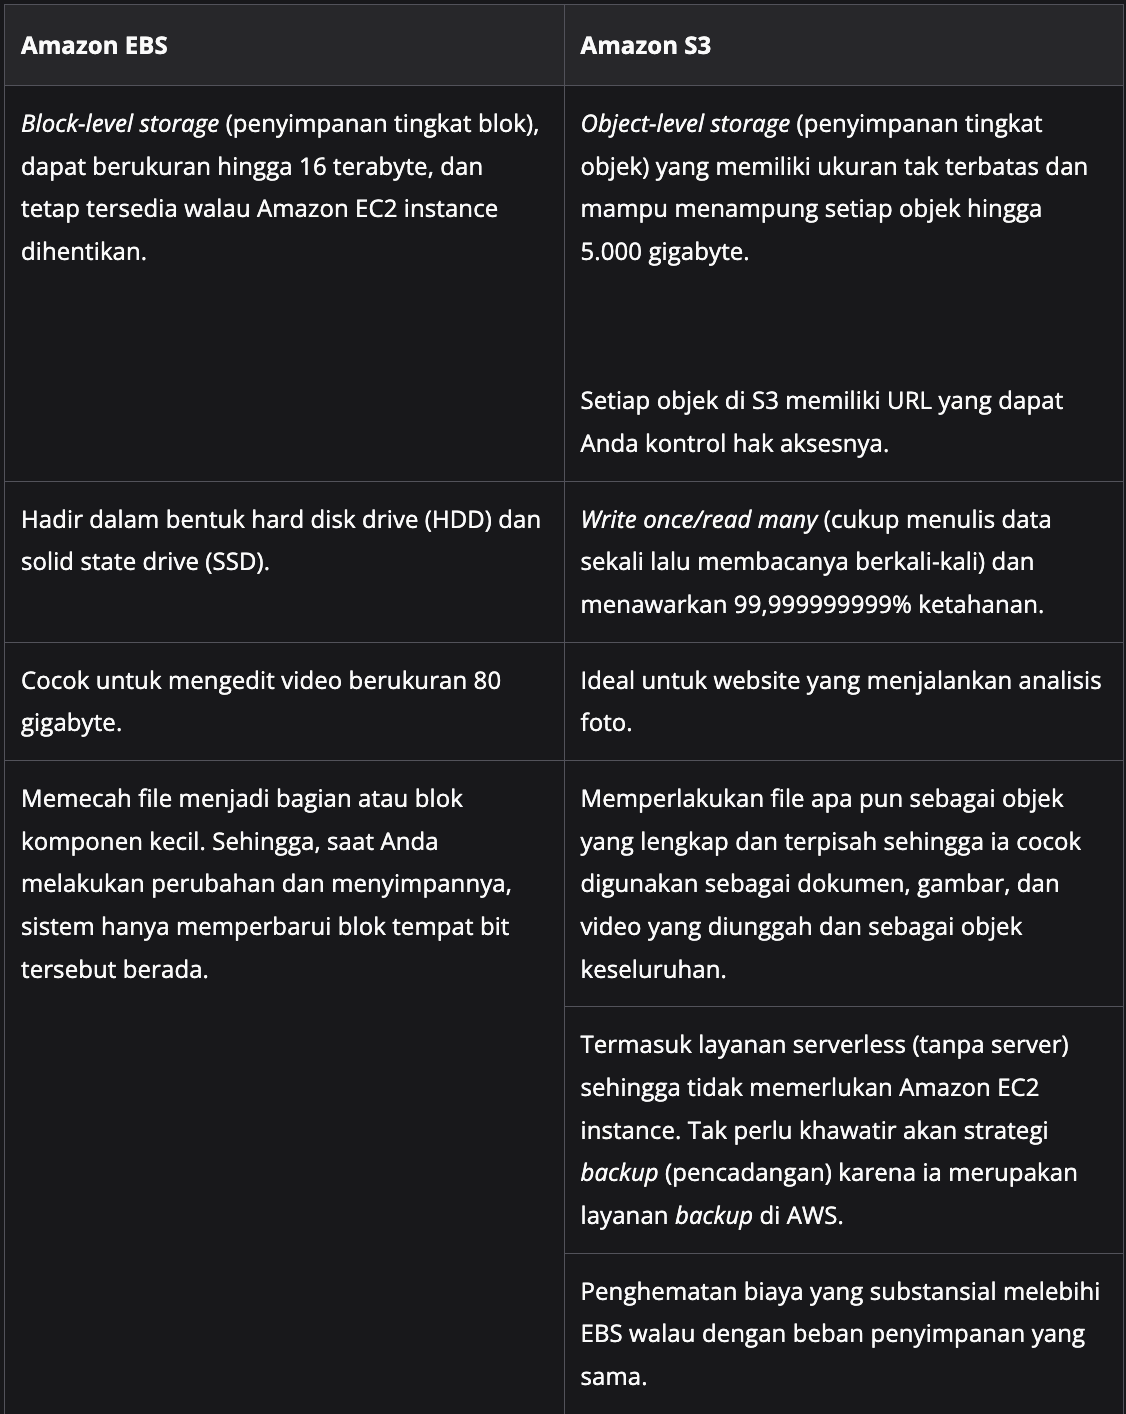 Amazon EBS
Amazon S3
Block-level storage (penyimpanan tingkat blok),
dapat berukuran hingga 16 terabyte, dan
tetap tersedia walau Amazon EC2 instance
dihentikan.
Object-level storage (penyimpanan tingkat
objek) yang memiliki ukuran tak terbatas dan
mampu menampung setiap objek hingga
5.000 gigabyte.
Setiap objek di S3 memiliki URL yang dapat
Anda kontrol hak aksesnya.
Hadir dalam bentuk hard disk drive (HDD) dan
solid state drive (SSD).
Write once/read many (cukup menulis data
sekali lalu membacanya berkali-kali) dan
menawarkan 99,999999999% ketahanan.
Cocok untuk mengedit video berukuran 80
gigabyte.
Ideal untuk website yang menjalankan analisis
foto.
Memecah file menjadi bagian atau blok
komponen kecil. Sehingga, saat Anda
melakukan perubahan dan menyimpannya,
sistem hanya memperbarui blok tempat bit
tersebut berada.
Memperlakukan file apa pun sebagai objek
yang lengkap dan terpisah sehingga ia cocok
digunakan sebagai dokumen, gambar, dan
video yang diunggah dan sebagai objek
keseluruhan.
Termasuk layanan serverless (tanpa server)
sehingga tidak memerlukan Amazon EC2
instance. Tak perlu khawatir akan strategi
backup (pencadangan) karena ia merupakan
layanan backup di AWS.
Penghematan biaya yang substansial melebihi
EBS walau dengan beban penyimpanan yang
sama.